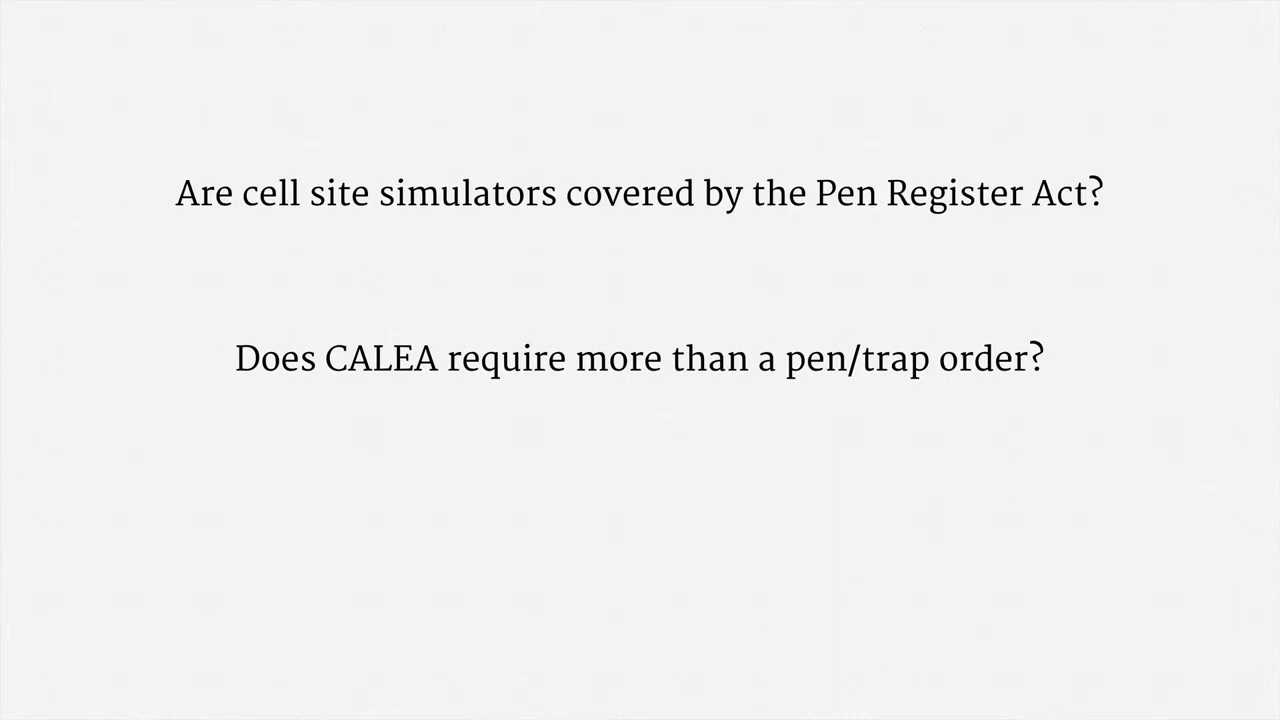 Are cell site simulators covered by the Pen Register Act?
Does CALEA require more than a pen/trap order?